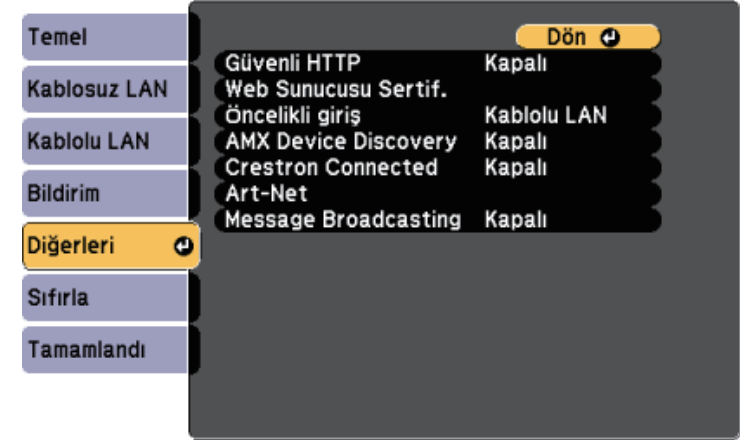 Temel
Kablosuz LAN
Kablolu LAN
Bildirim
Diğerleri
Sıfırla
Tamamlandı
Dön
Güvenli HTTP Kapalı
Web Sunucusu Sertif.
Öncelikli giriş Kablolu LAN
AMX Device Discovery Kapalı
Crestron Connected Kapalı
Art-Net
Message Broadcasting Kapalı